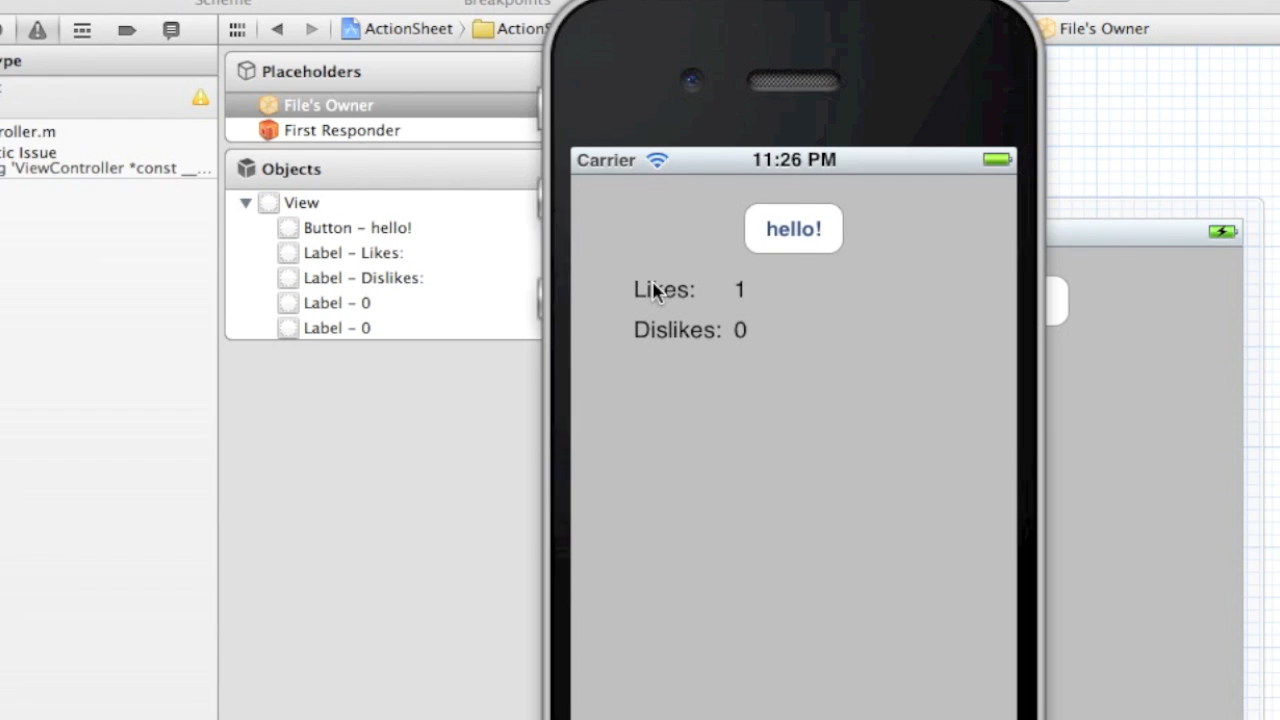 Scheme
Breakpoints
ActionSheet
ActionS
File's Owner
Placeholders
File's Owner
First Responder
Objects
View
Button – hello!
Label – Likes:
Label – Dislikes:
Label – 0
Label – 0
ype
roller.m
tic Issue
g 'ViewController *const __...
Carrier
11:26 PM
hello!
Likes: 1
Dislikes: 0